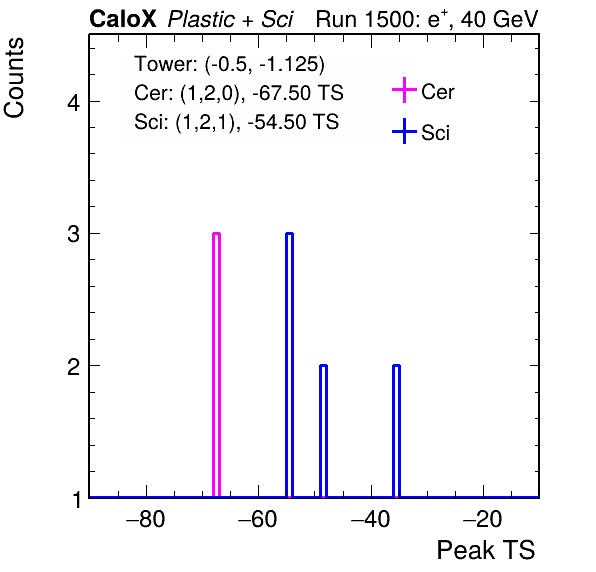 CaloX Plastic + Sci Run 1500: e+, 40 GeV
Counts
Tower: (-0.5, -1.125)
Cer: (1,2,0), -67.50 TS
Sci: (1,2,1), -54.50 TS
Cer
Sci
4
3
2
1
−80 −60 −40 −20
Peak TS